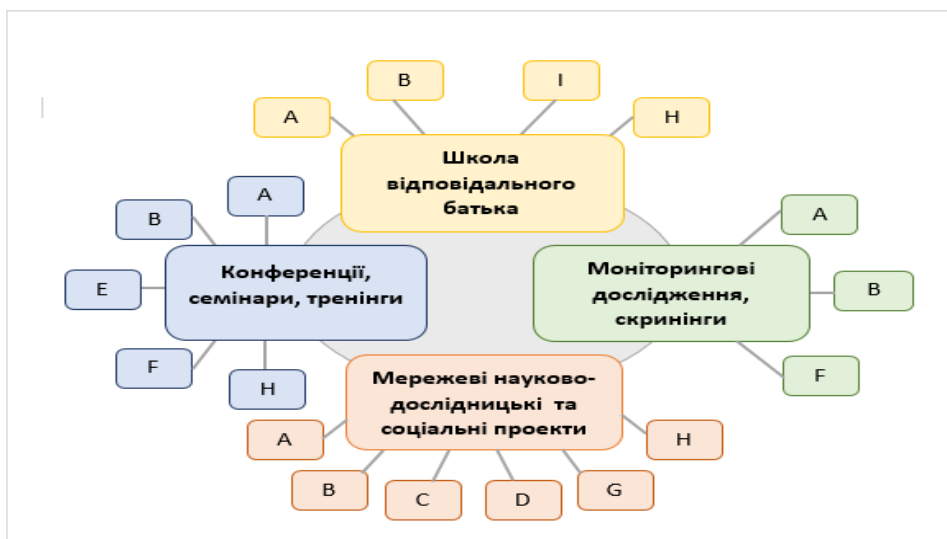 A
B
I
H
Школа
відповідального
батька
A
B
E
F
H
Конференції,
семінари, тренінги
A
B
F
Моніторингові
дослідження,
скринінги
Мережеві науково-
дослідницькі та
соціальні проекти
A
B
C
D
G
H